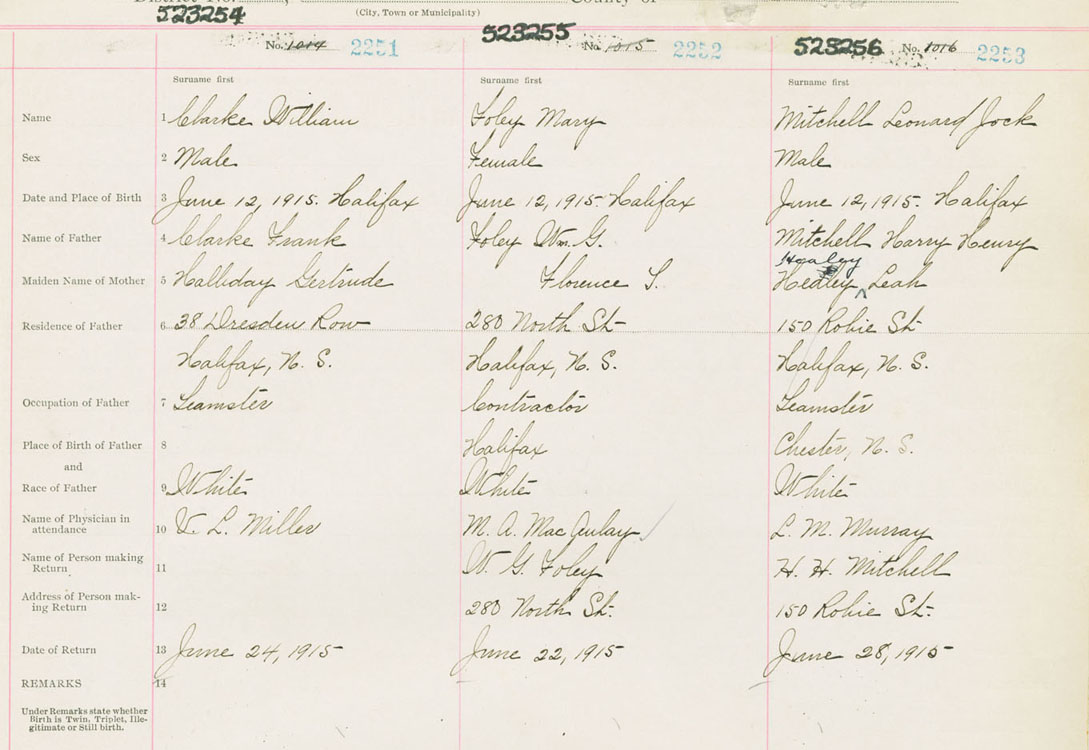 523254
(City, Town or Municipality)
523255
523256
No. 1014 2251
No. 1015 2252
No. 1016 2253
Surname first
Surname first
Surname first
Name 1 Clarke William Foley Mary Mitchell Leonard Jock
Sex 2 Male Female Male
Date and Place of Birth 3 June 12, 1915. Halifax June 12, 1915 Halifax June 12, 1915. Halifax
Name of Father 4 Clarke Frank Foley Wm. G. Mitchell Harry Henry
Healey
Maiden Name of Mother 5 Halliday Gertrude Florence S. Hedley Leah
Residence of Father 6 38 Dresden Row 280 North St 150 Robie St
Halifax, N. S. Halifax, N. S. Halifax, N. S.
Occupation of Father 7 Teamster Contractor Teamster
Place of Birth of Father 8 Halifax Chester, N. S.
and
Race of Father 9 White White White
Name of Physician in
attendance 10 V. L. Miller M. A. MacAulay L. M. Murray
Name of Person making
Return 11 W. G. Foley H. H. Mitchell
Address of Person mak-
ing Return 12 280 North St. 150 Robie St.
Date of Return 13 June 24, 1915 June 22, 1915 June 28, 1915
REMARKS 14
Under Remarks state whether
Birth is Twin, Triplet, Ille-
gitimate or Still birth.